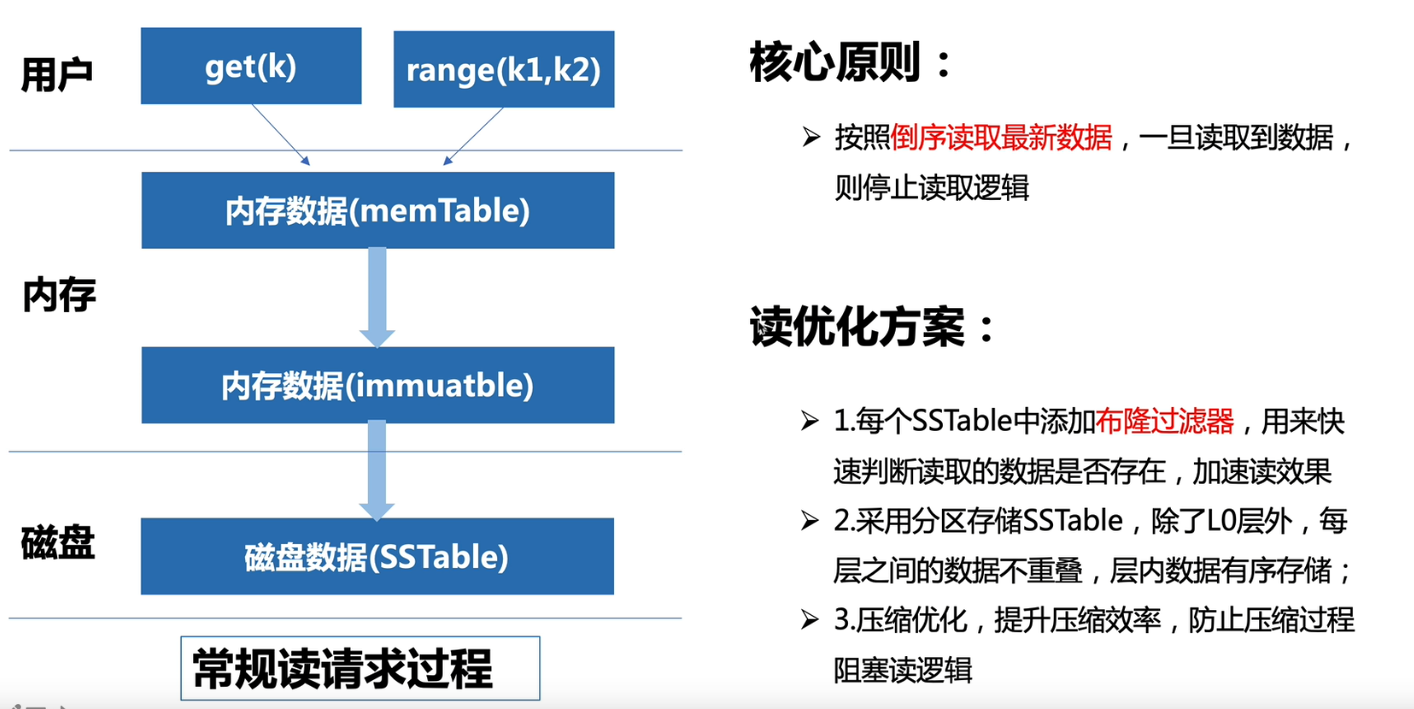 用户
get(k)
range(k1,k2)
内存
内存数据(memTable)
内存数据(immuatble)
磁盘
磁盘数据(SSTable)
常规读请求过程
核心原则：
➢ 按照倒序读取最新数据，一旦读取到数据，
则停止读取逻辑
读优化方案：
➢ 1.每个SSTable中添加布隆过滤器，用来快
速判断读取的数据是否存在，加速读效果
➢ 2.采用分区存储SSTable，除了L0层外，每
层之间的数据不重叠，层内数据有序存储；
➢ 3.压缩优化，提升压缩效率，防止压缩过程
阻塞读逻辑